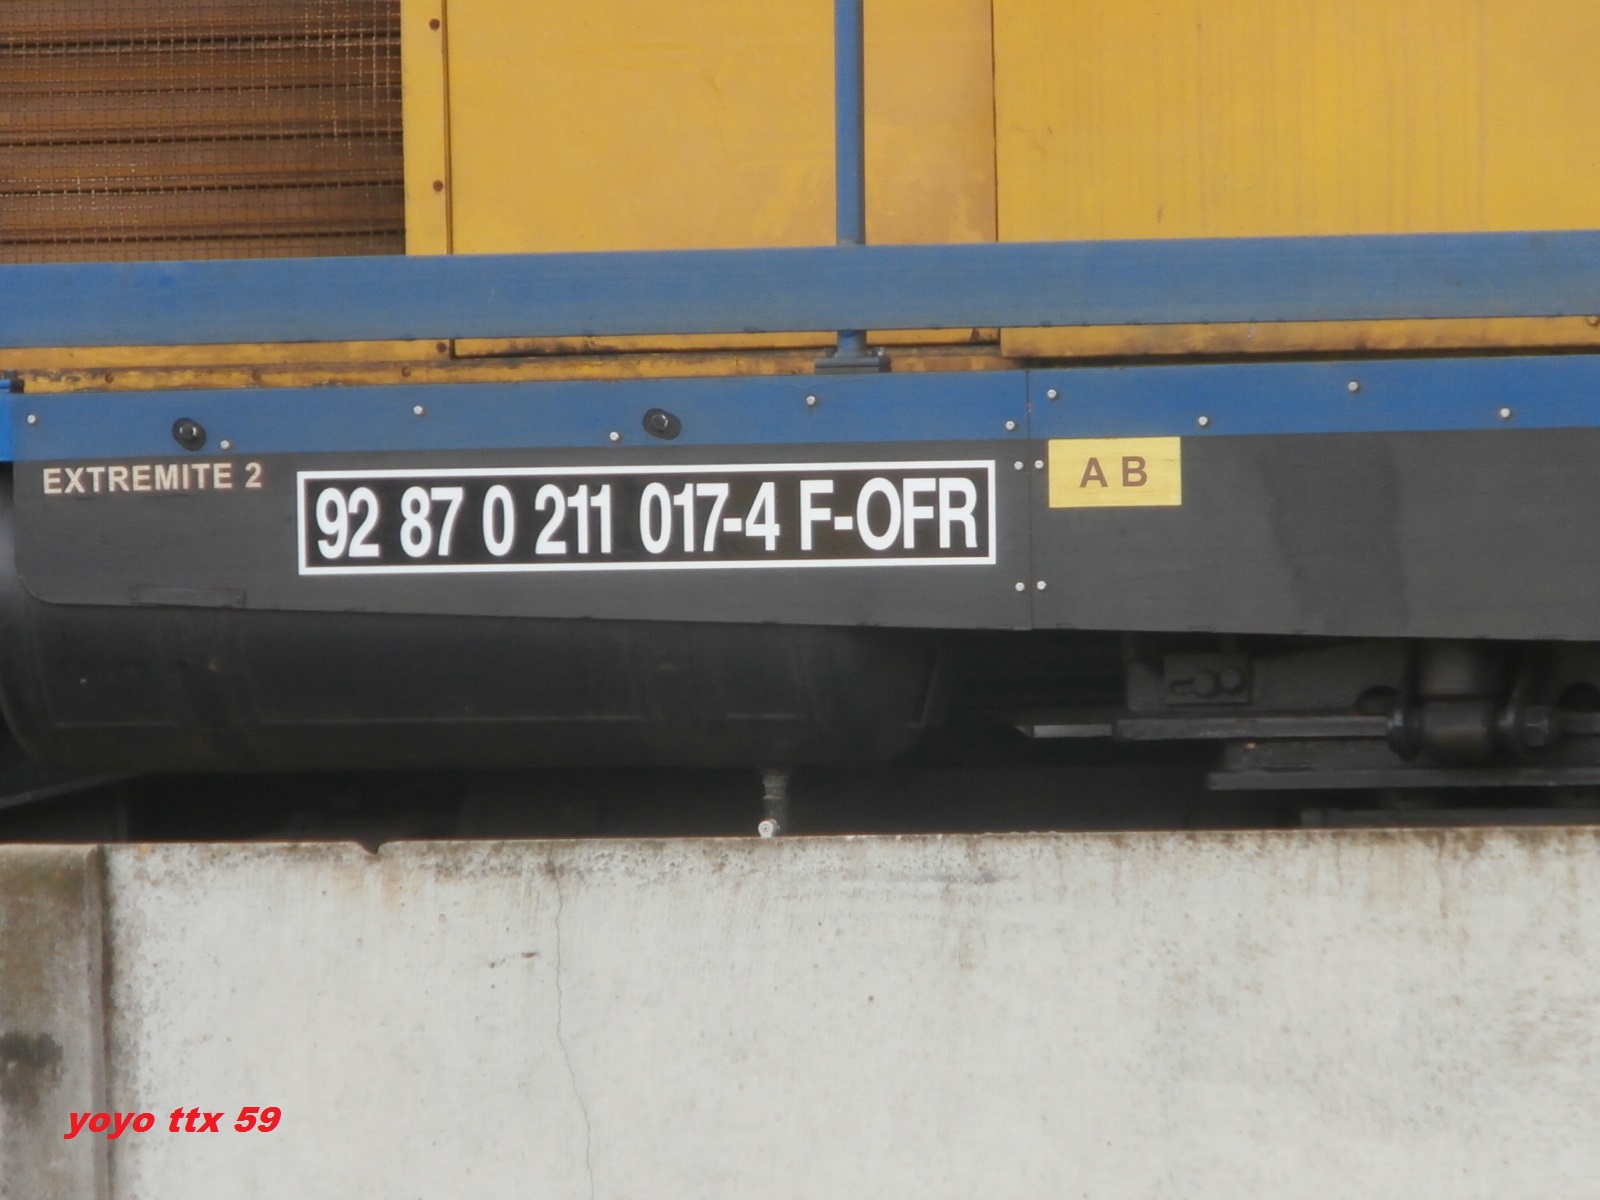 EXTREMITE 2
92 87 0 211 017-4 F-OFR
A B
yoyo ttx 59